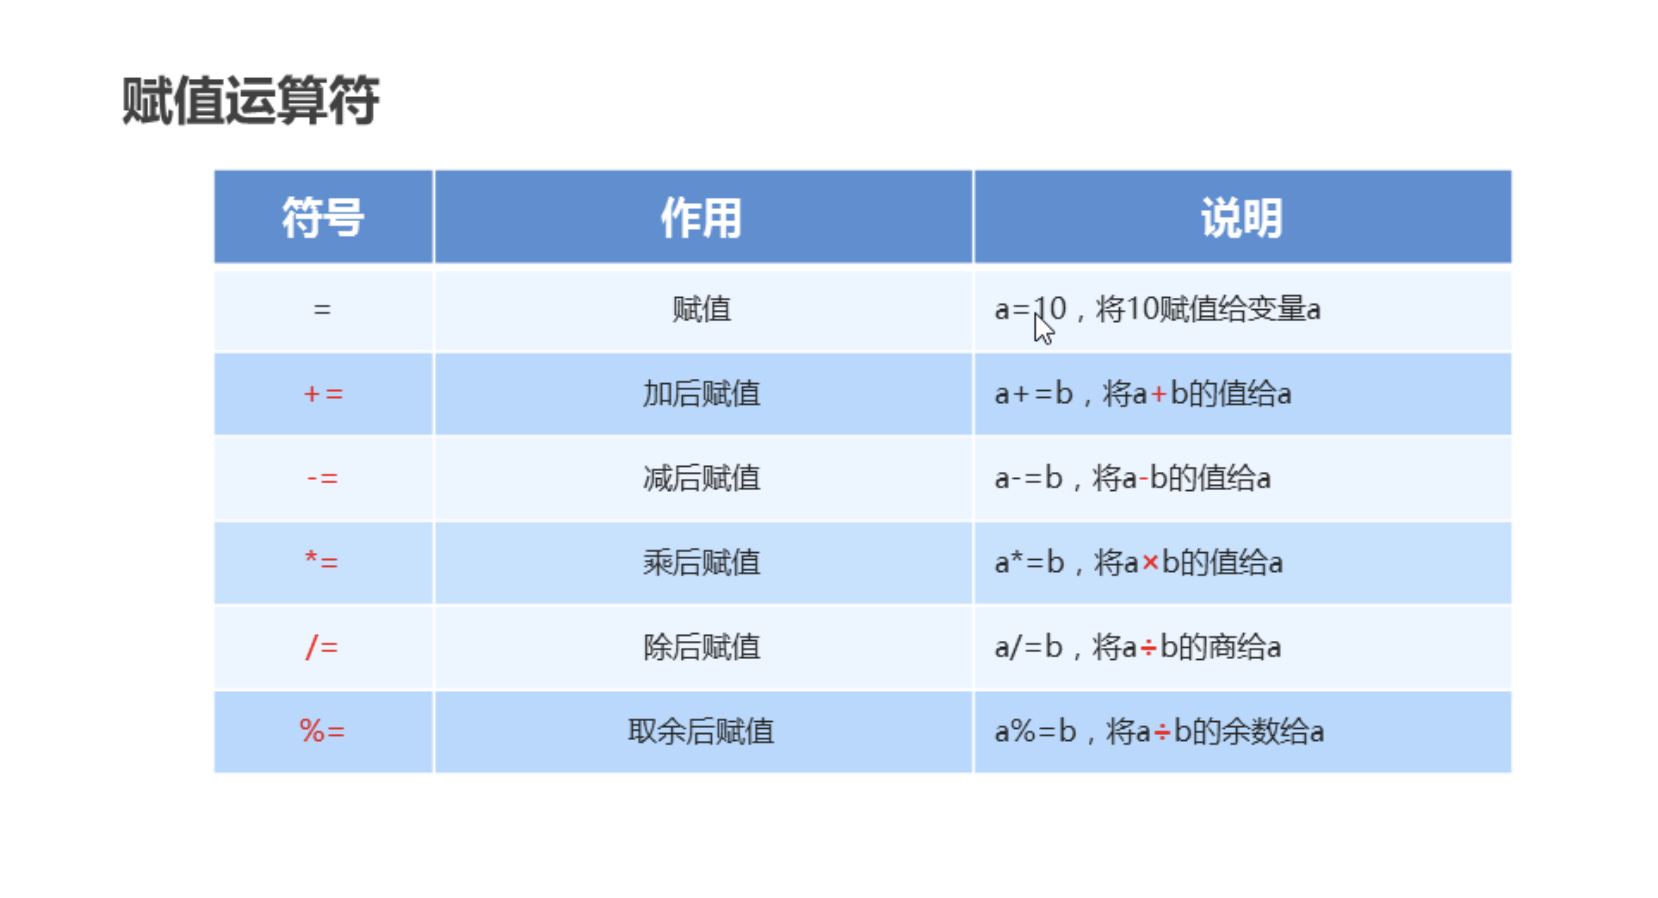 赋值运算符
符号 作用 说明
= 赋值 a=10，将10赋值给变量a
+= 加后赋值 a+=b，将a+b的值给a
-= 减后赋值 a-=b，将a-b的值给a
*= 乘后赋值 a*=b，将a×b的值给a
/= 除后赋值 a/=b，将a÷b的商给a
%= 取余后赋值 a%=b，将a÷b的余数给a